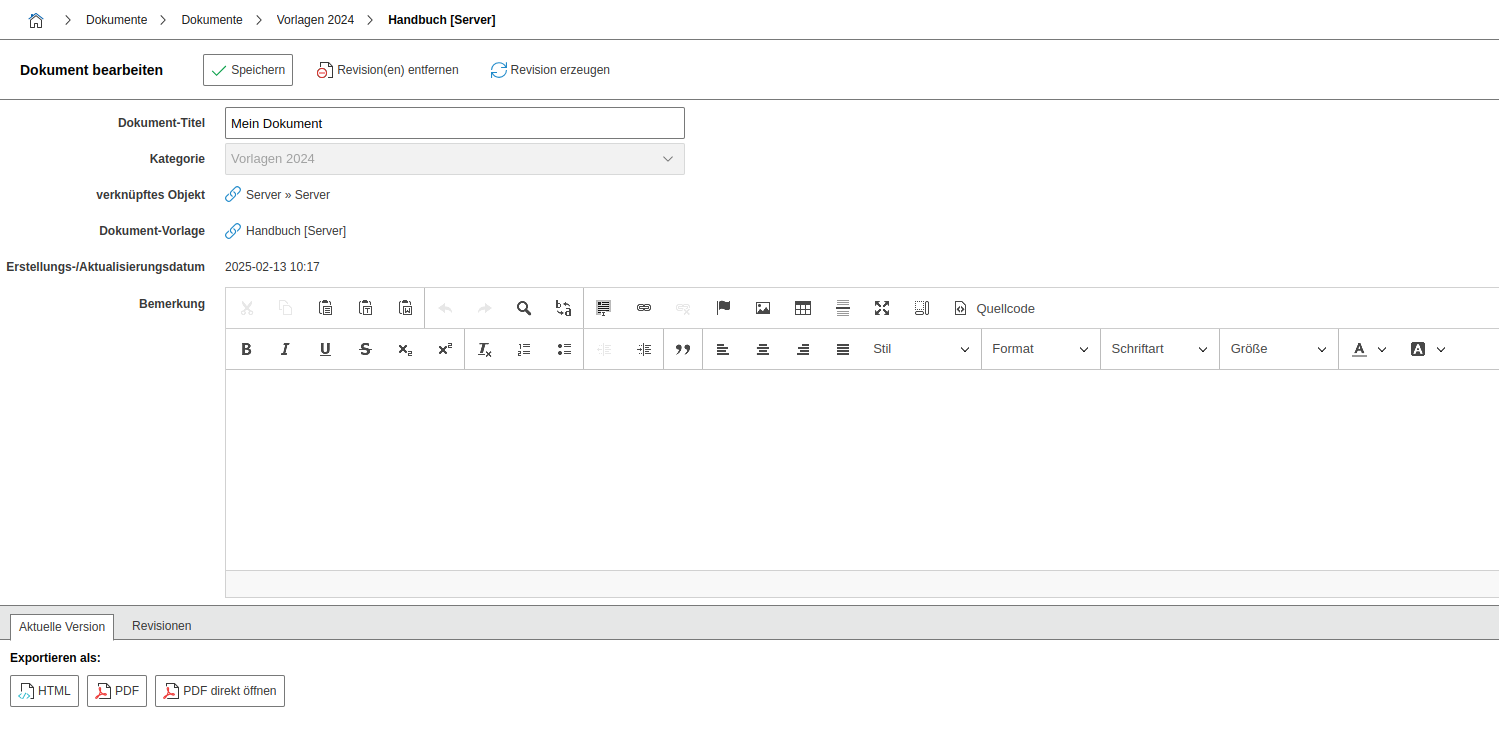 Dokumente Dokumente Vorlagen 2024 Handbuch [Server]
Dokument bearbeiten Speichern Revision(en) entfernen Revision erzeugen
Dokument-Titel Mein Dokument
Kategorie Vorlagen 2024
verknüpftes Objekt Server » Server
Dokument-Vorlage Handbuch [Server]
Erstellungs-/Aktualisierungsdatum 2025-02-13 10:17
Bemerkung Quellcode
Stil Format Schriftart Größe
Aktuelle Version Revisionen
Exportieren als:
HTML PDF PDF direkt öffnen